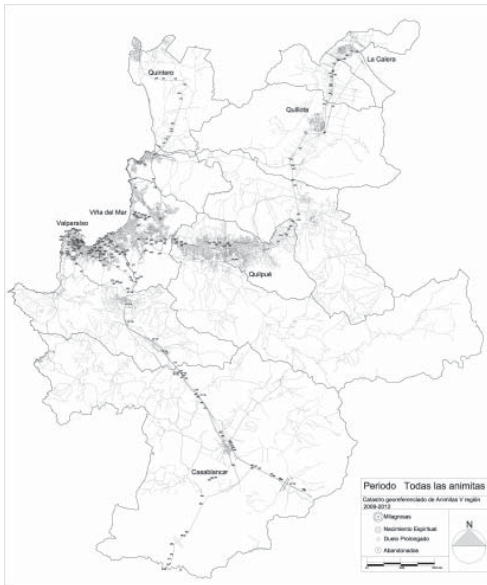 Quintero
La Calera
Quillota
Viña del Mar
Valparaíso
Quilpué
Casablanca
Periodo Todas las animitas
Catastro georeferenciado de Animitas V región
2009-2012
Milagrosas
Nacimiento Espiritual
Duelo Prolongado
Abandonadas
N